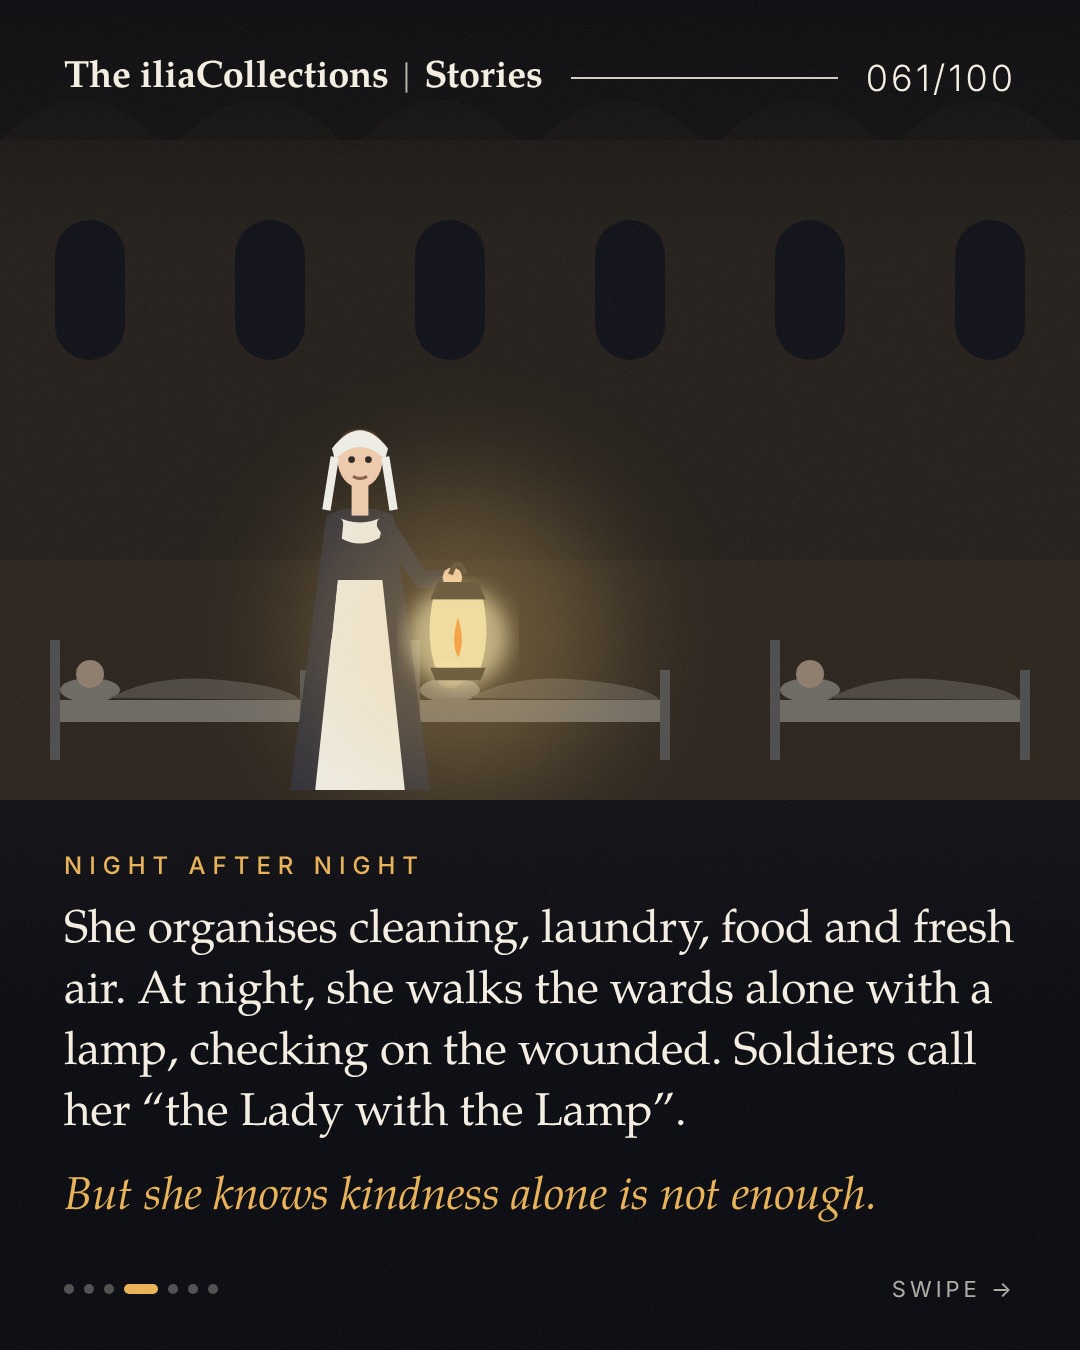 The iliaCollections | Stories
061/100
NIGHT AFTER NIGHT
She organises cleaning, laundry, food and fresh
air. At night, she walks the wards alone with a
lamp, checking on the wounded. Soldiers call
her “the Lady with the Lamp”.
But she knows kindness alone is not enough.
SWIPE →